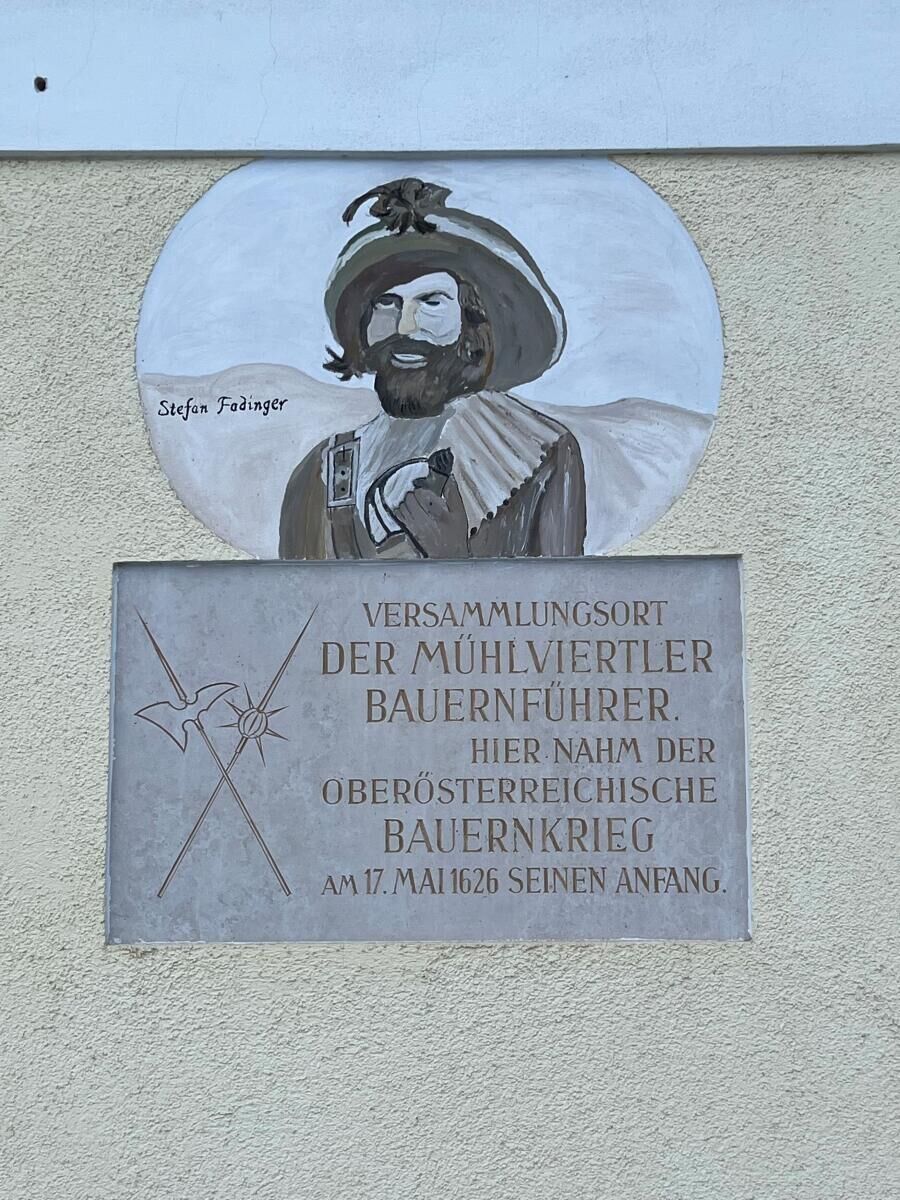 Stefan Fadinger
VERSAMMLUNGSORT
DER MÜHLVIERTLER
BAUERNFÜHRER.
HIER NAHM DER
OBERÖSTERREICHISCHE
BAUERNKRIEG
AM 17. MAI 1626 SEINEN ANFANG.